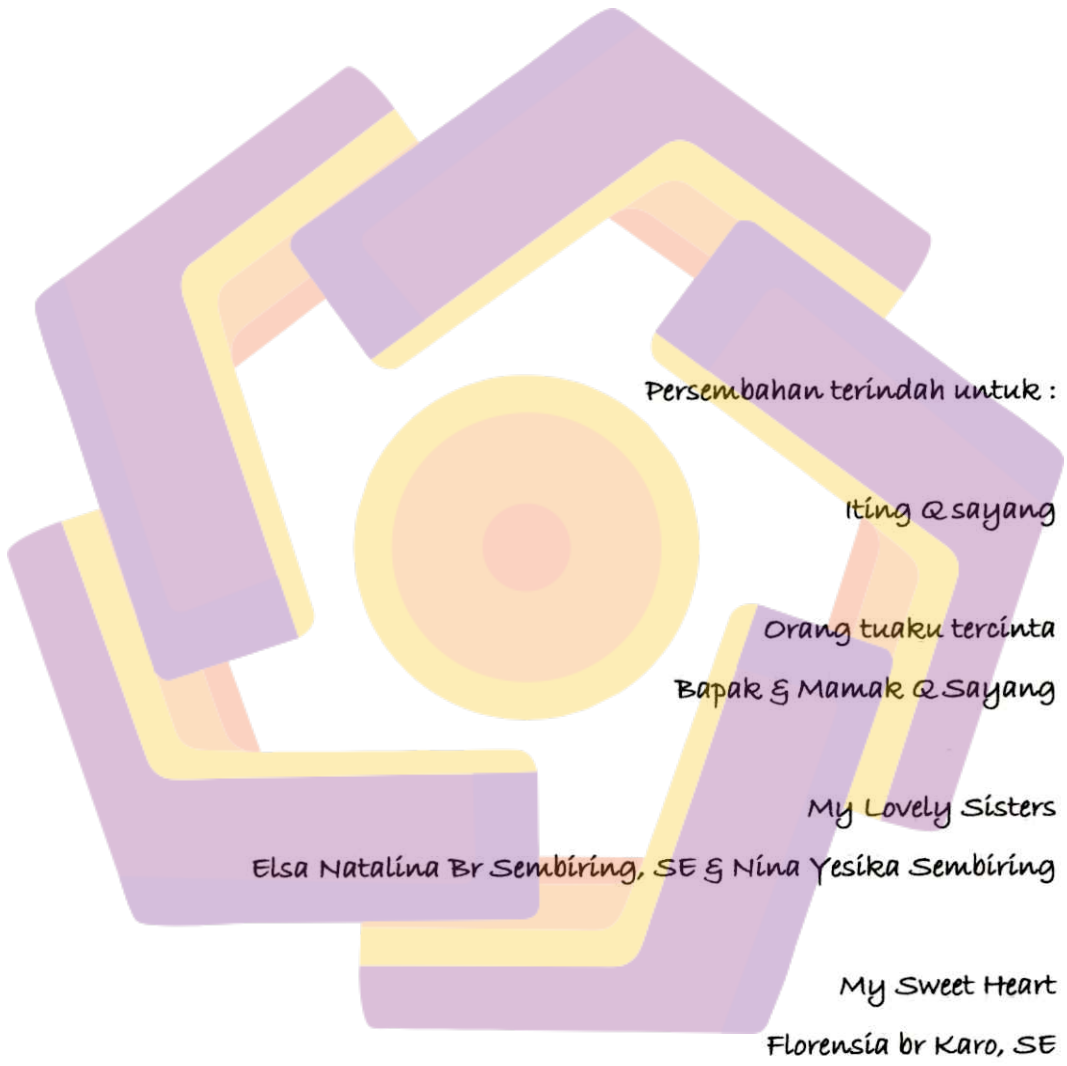 Persembahan terindah untuk :
Iting Q sayang
Orang tuaku tercinta
Bapak & Mamak Q Sayang
My Lovely Sisters
Elsa Natalina Br Sembiring, SE & Nina Yesika Sembiring
My Sweet Heart
Florensia br Karo, SE